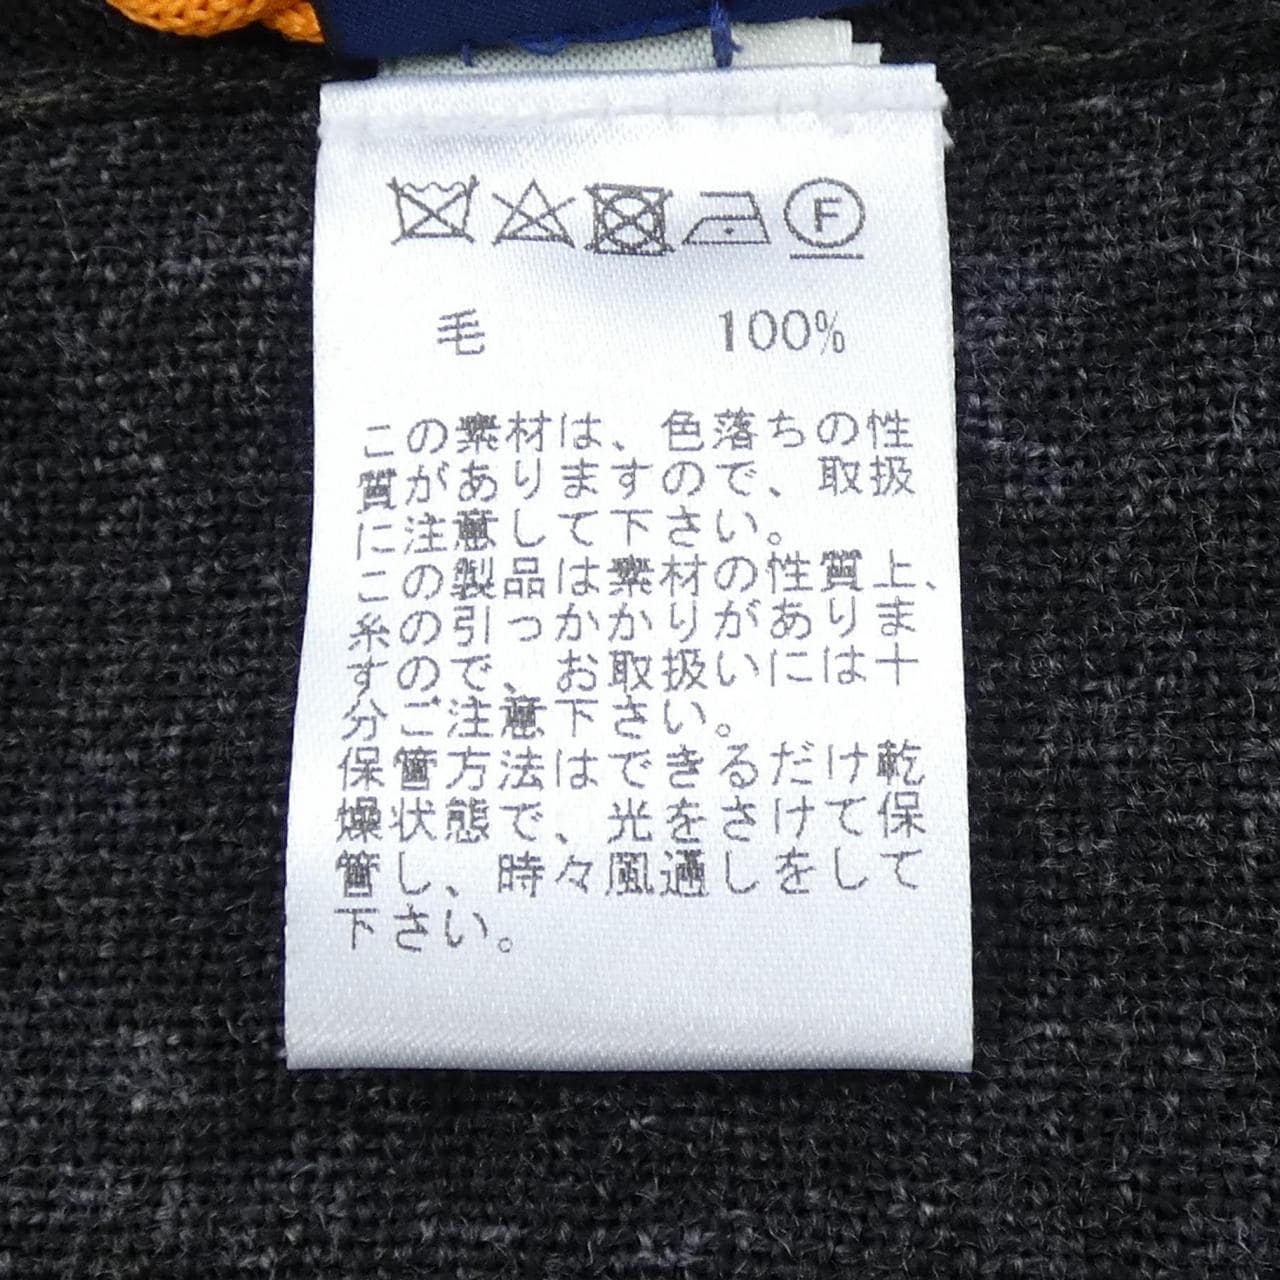 F
毛 100%
この素材は、色落ちの性
質がありますので、取扱
に注意して下さい。
この製品は素材の性質上、
糸の引っかかりがありま
すので、お取扱いには十
分ご注意下さい。
保管方法はできるだけ乾
燥状態で、光をさけて保
管し、時々風通しをして
下さい。